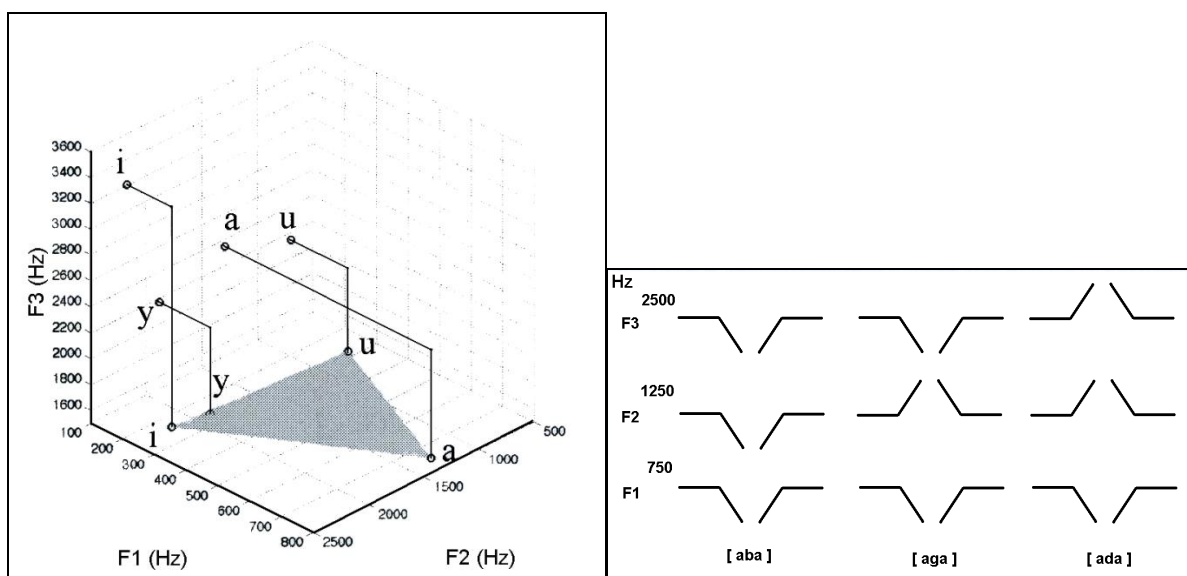 3600
3400
3200
3000
2800
2600
2400
2200
2000
1800
1600
F3 (Hz)
i
a
u
y
u
y
i
a
100
200
300
400
500
600
700
800
F1 (Hz)
500
1000
1500
2000
2500
F2 (Hz)
Hz
2500
F3
1250
F2
750
F1
[ aba ]
[ aga ]
[ ada ]